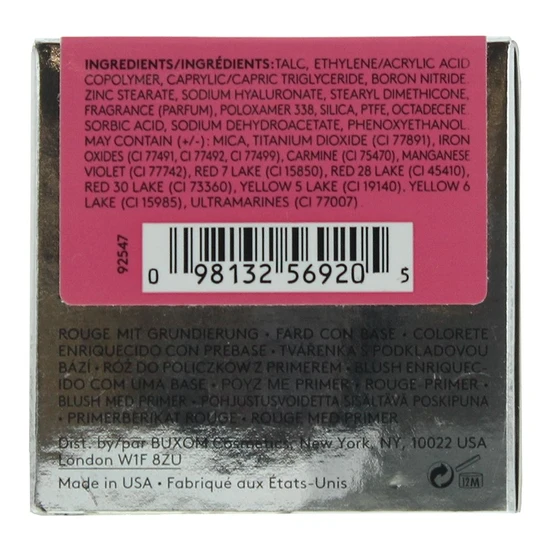 INGREDIENTS/INGRÉDIENTS: TALC, ETHYLENE/ACRYLIC ACID
COPOLYMER, CAPRYLIC/CAPRIC TRIGLYCERIDE, BORON NITRIDE,
ZINC STEARATE, SODIUM HYALURONATE, STEARYL DIMETHICONE,
FRAGRANCE (PARFUM), POLOXAMER 338, SILICA, PTFE, OCTADECENE,
SORBIC ACID, SODIUM DEHYDROACETATE, PHENOXYETHANOL.
MAY CONTAIN (+/-): MICA, TITANIUM DIOXIDE (CI 77891), IRON
OXIDES (CI 77491, CI 77492, CI 77499), CARMINE (CI 75470), MANGANESE
VIOLET (CI 77742), RED 7 LAKE (CI 15850), RED 28 LAKE (CI 45410),
RED 30 LAKE (CI 73360), YELLOW 5 LAKE (CI 19140), YELLOW 6
LAKE (CI 15985), ULTRAMARINES (CI 77007).
92547
0 98132 56920 5
ROUGE MIT GRUNDIERUNG • FARD CON BASE • COLORETE
ENRIQUECIDO CON PREBASE • TVÁŘENKA S PODKLADOVOU
BÁZÍ • RÓŻ DO POLICZKÓW Z PRIMEREM • BLUSH ENRIQUE-
CIDO COM UMA BASE • POYZ ME PRIMER • ROUGE-PRIMER •
BLUSH MED PRIMER • POHJUSTUSVOIDETTA SISÄLTÄVÄ POSKIPUNA
• PRIMERBERIKAT ROUGE • ROUGE MED PRIMER
Dist. by/par BUXOM Cosmetics, New York, NY, 10022 USA
London W1F 8ZU
Made in USA • Fabriqué aux États-Unis
12M